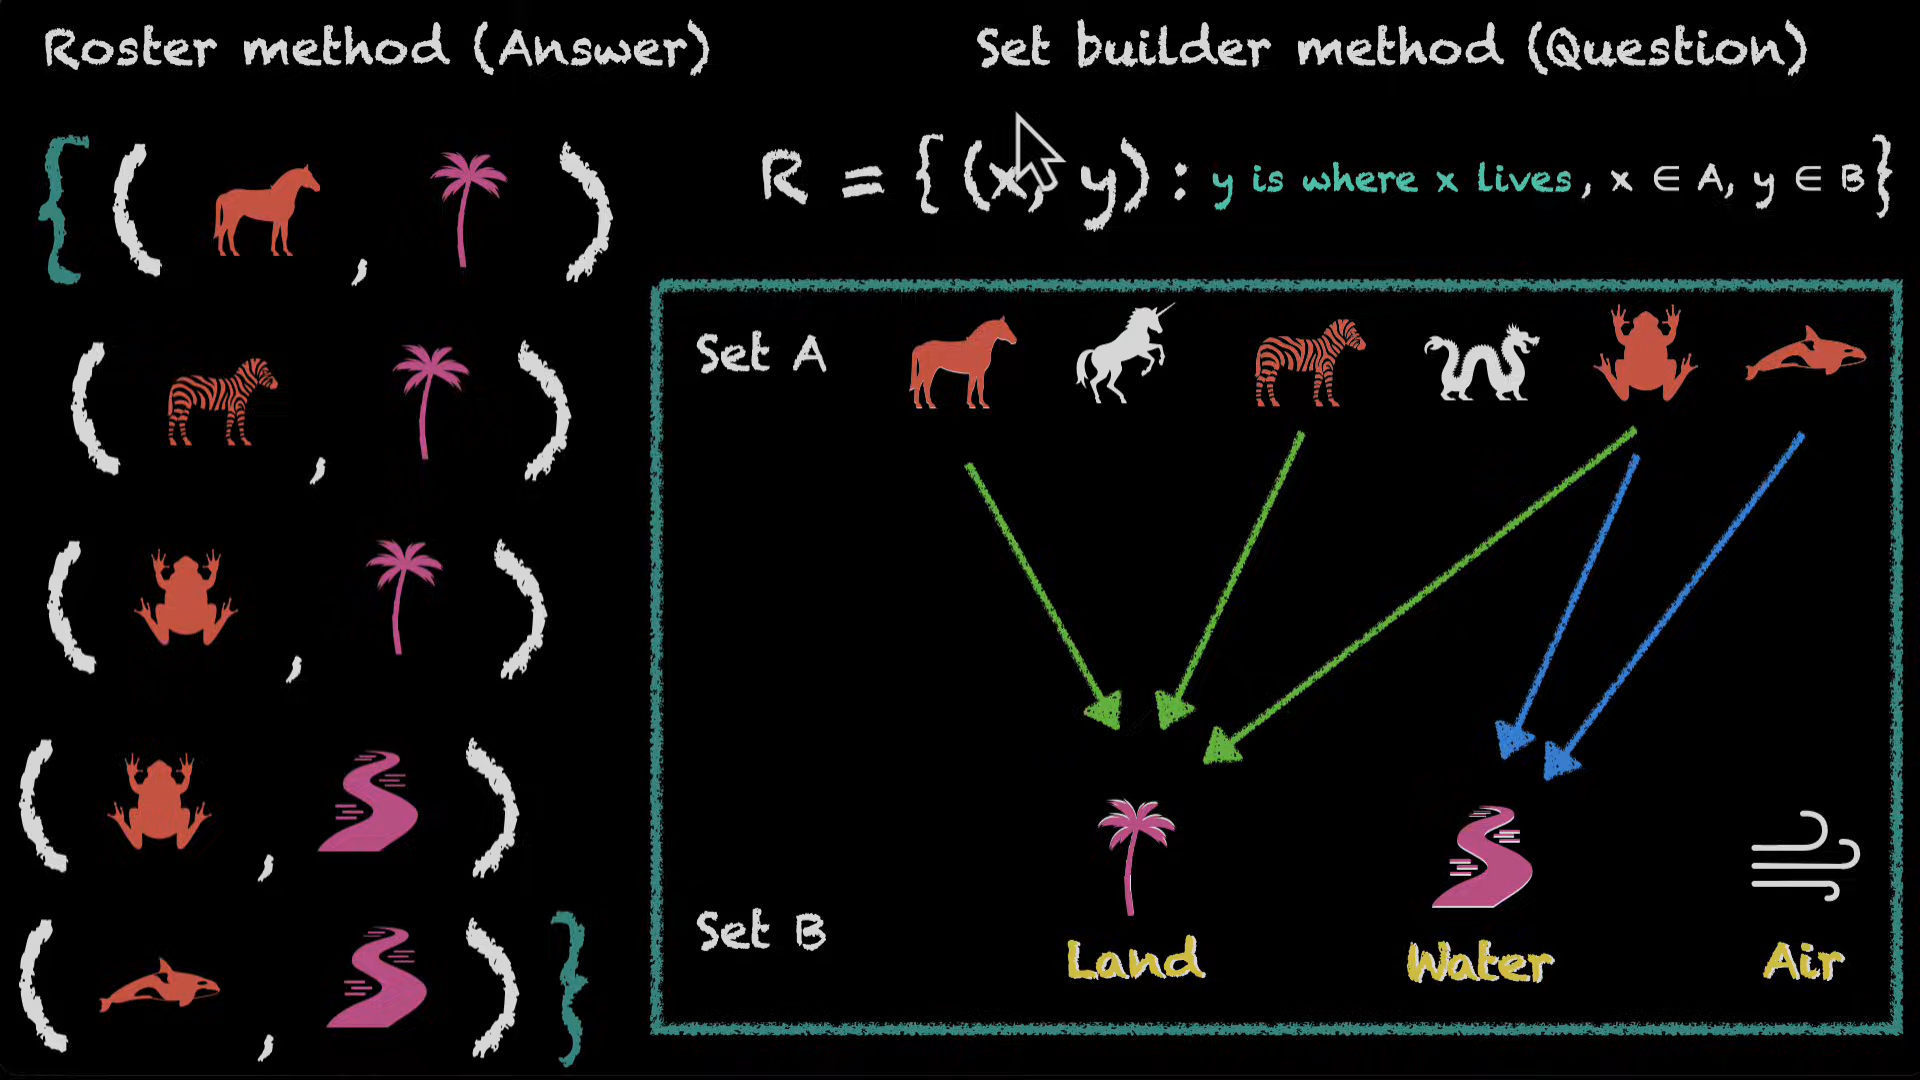 Roster method (Answer)
Set builder method (Question)
R = { (x, y) : y is where x lives, x ∈ A, y ∈ B}
{ ( , )
( , )
( , )
( , )
( , ) }
Set A
Set B
Land
Water
Air